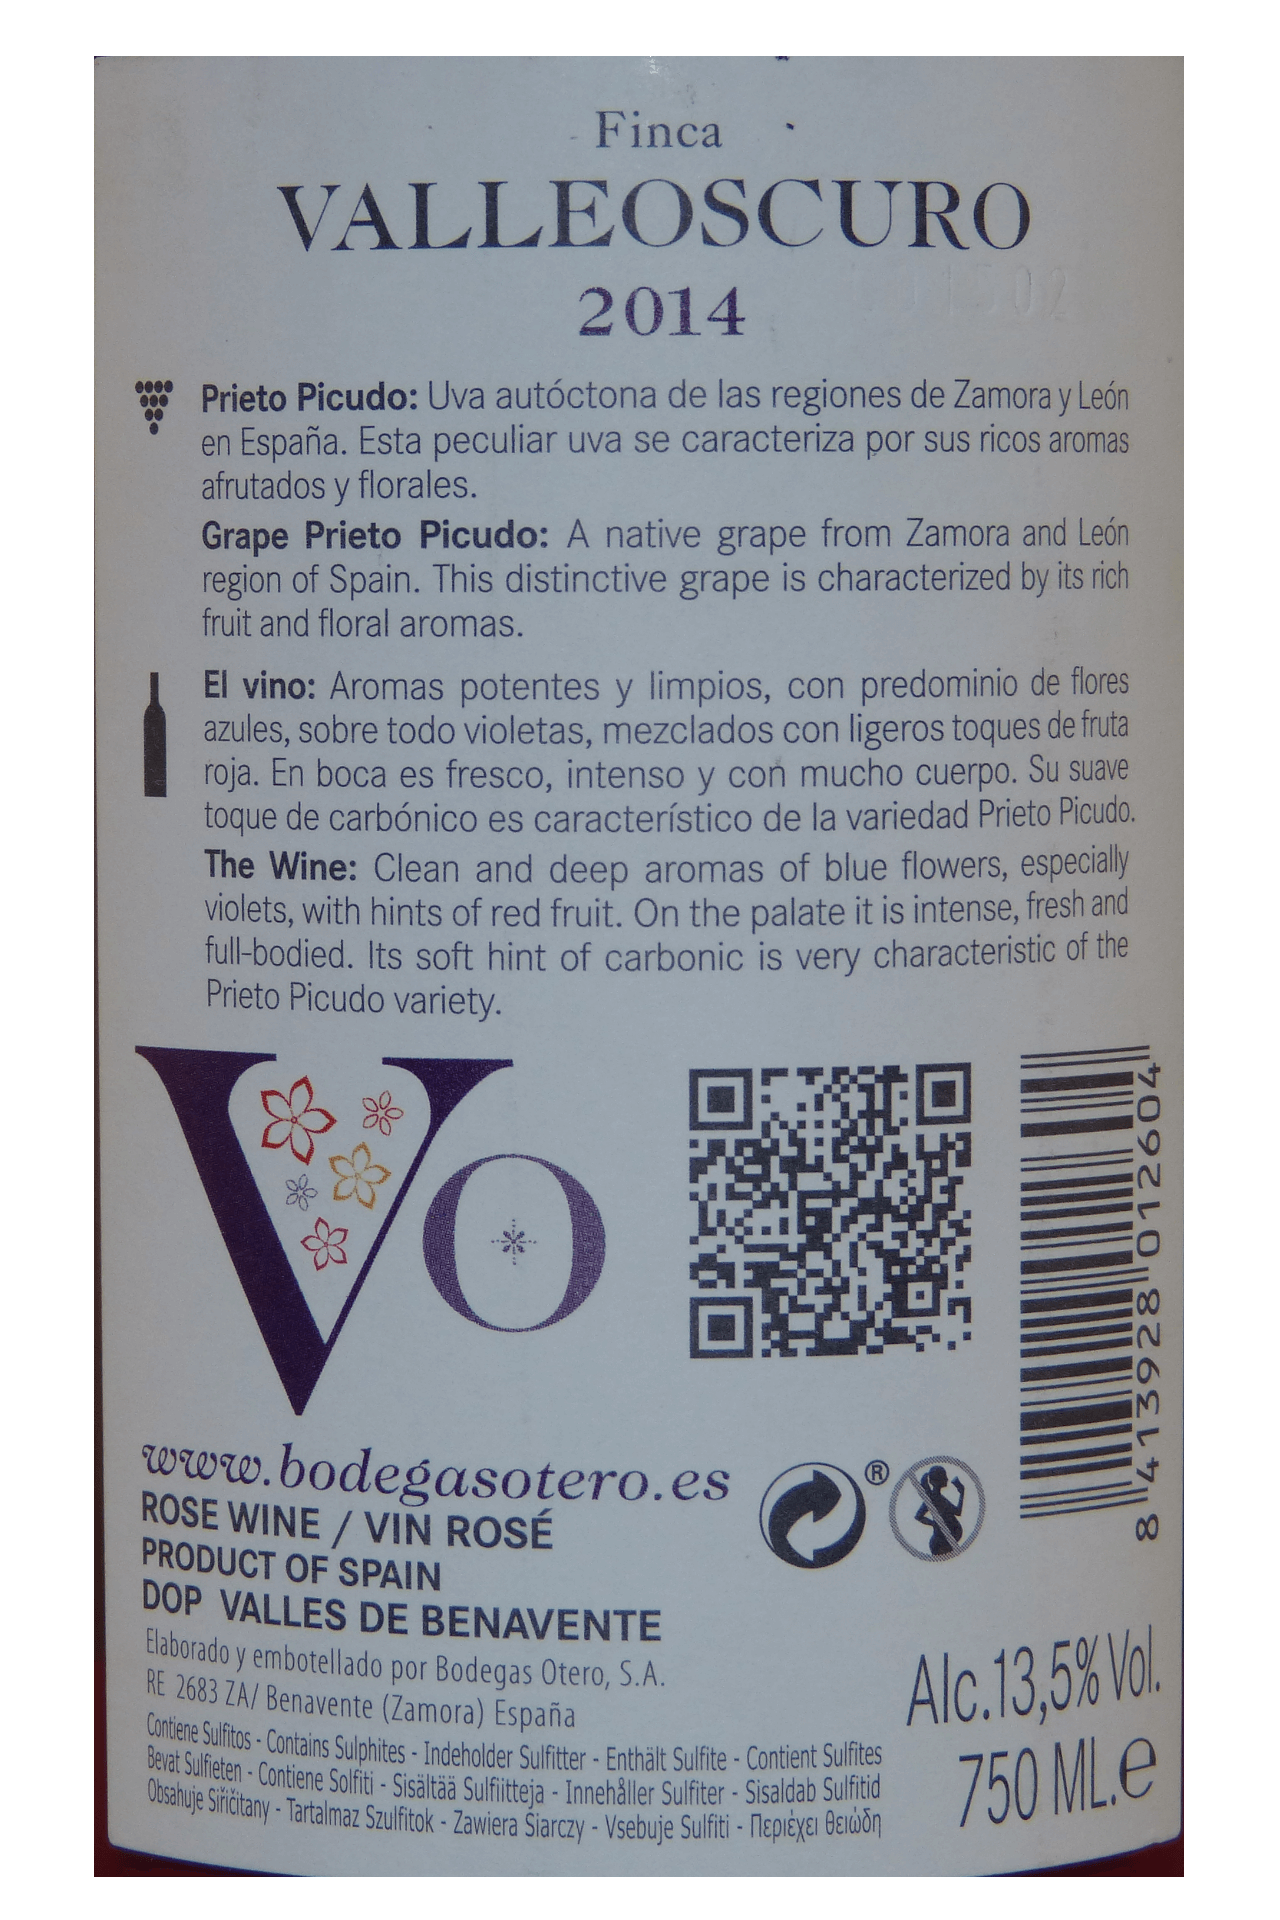 Finca
VALLEOSCURO
2014
Prieto Picudo: Uva autóctona de las regiones de Zamora y León
en España. Esta peculiar uva se caracteriza por sus ricos aromas
afrutados y florales.
Grape Prieto Picudo: A native grape from Zamora and León
region of Spain. This distinctive grape is characterized by its rich
fruit and floral aromas.
El vino: Aromas potentes y limpios, con predominio de flores
azules, sobre todo violetas, mezclados con ligeros toques de fruta
roja. En boca es fresco, intenso y con mucho cuerpo. Su suave
toque de carbónico es característico de la variedad Prieto Picudo.
The Wine: Clean and deep aromas of blue flowers, especially
violets, with hints of red fruit. On the palate it is intense, fresh and
full-bodied. Its soft hint of carbonic is very characteristic of the
Prieto Picudo variety.
Vo
8 413928 012604
www.bodegasotero.es
®
ROSE WINE / VIN ROSÉ
PRODUCT OF SPAIN
DOP VALLES DE BENAVENTE
Elaborado y embotellado por Bodegas Otero, S.A.
RE 2683 ZA/ Benavente (Zamora) España
Contiene Sulfitos - Contains Sulphites - Indeholder Sulfitter - Enthält Sulfite - Contient Sulfites
Bevat Sulfieten - Contiene Solfiti - Sisältää Sulfiitteja - Innehåller Sulfiter - Sisaldab Sulfitid
Obsahuje Siřičitany - Tartalmaz Szulfitok - Zawiera Siarczy - Vsebuje Sulfiti - Περιέχει θειώδη
Alc.13,5% Vol.
750 ML.e